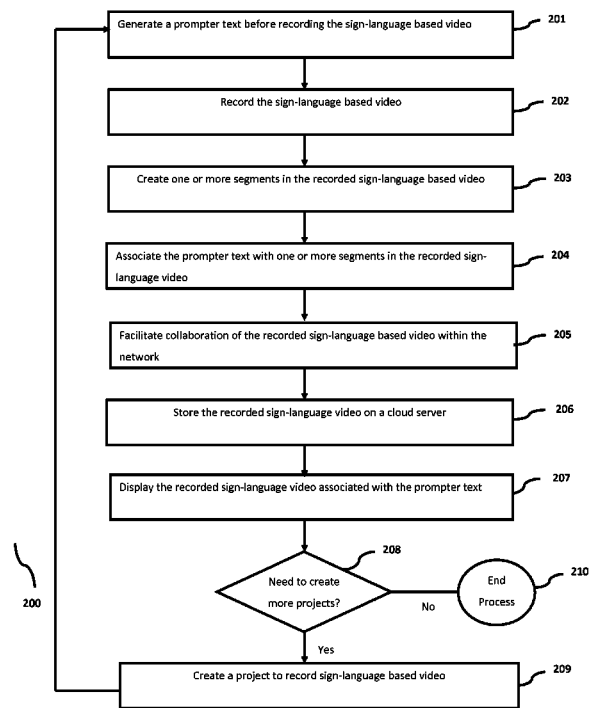 Generate a prompter text before recording the sign-language based video
201
Record the sign-language based video
202
Create one or more segments in the recorded sign-language based video
203
Associate the prompter text with one or more segments in the recorded sign-
language video
204
Facilitate collaboration of the recorded sign-language based video within the
network
205
Store the recorded sign-language video on a cloud server
206
Display the recorded sign-language video associated with the prompter text
207
208
Need to create
more projects?
No
End
Process
210
200
Yes
Create a project to record sign-language based video
209